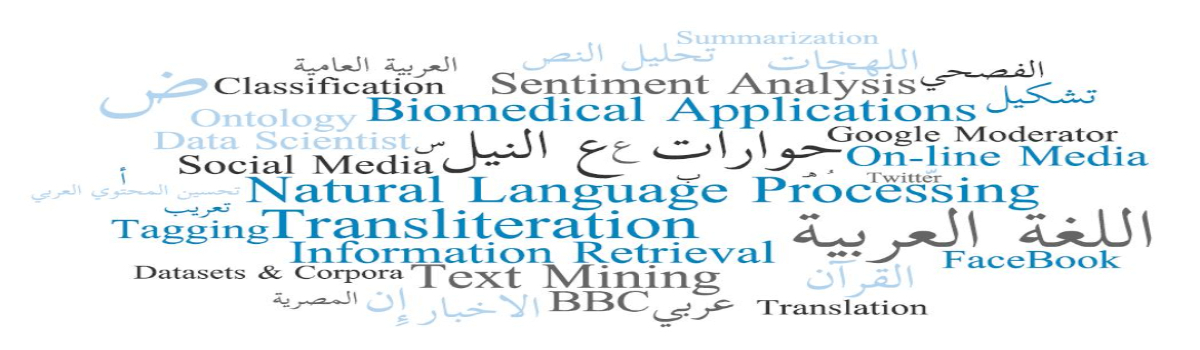 Summarization
العربية العامية تحليل النص اللهجات الفصحي
ض Classification Sentiment Analysis تشكيل
Ontology Biomedical Applications
Data Scientist س حوارات ع ع النيل Google Moderator
Social Media On-line Media
أ Twitter
تحسين المحتوي العربي Natural Language Processing
تعريب
Tagging Transliteration اللغة العربية
Information Retrieval FaceBook
Datasets & Corpora Text Mining القرآن
المصرية إن الاخبار BBC عربي Translation